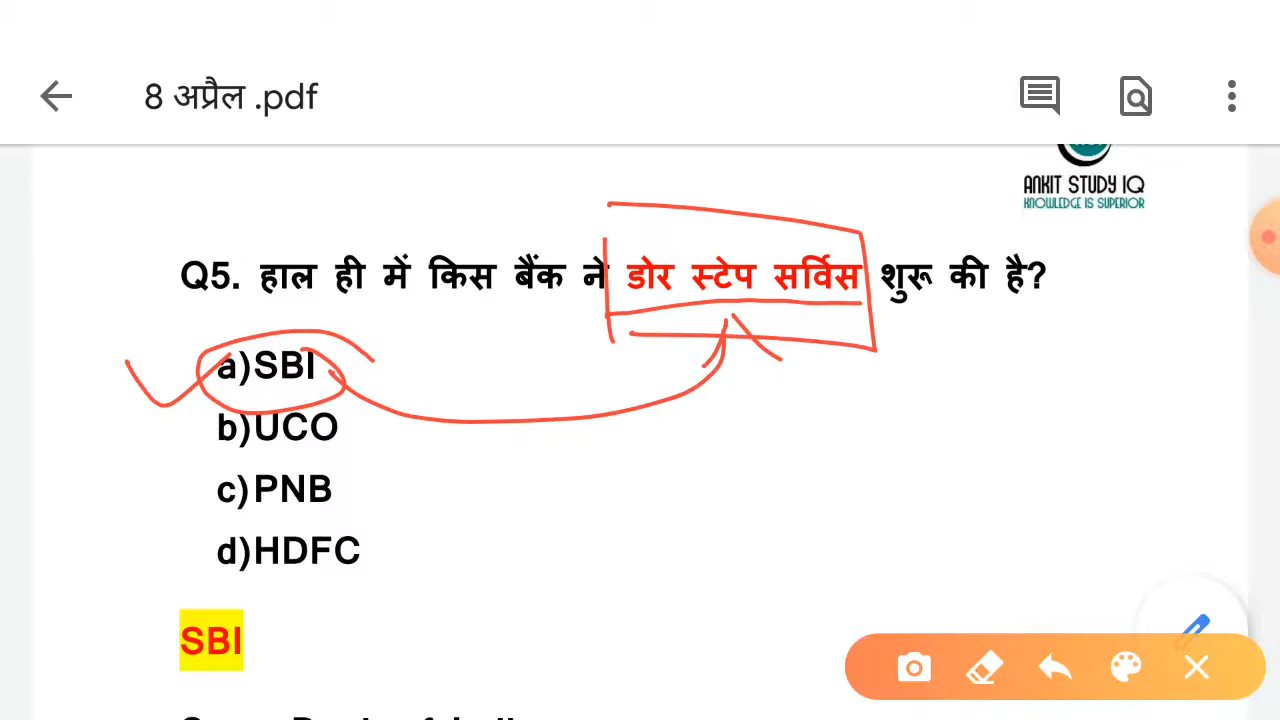 8 अप्रैल .pdf
ANKIT STUDY IQ
KNOWLEDGE IS SUPERIOR
Q5. हाल ही में किस बैंक ने डोर स्टेप सर्विस शुरू की है?
a)SBI
b)UCO
c)PNB
d)HDFC
SBI